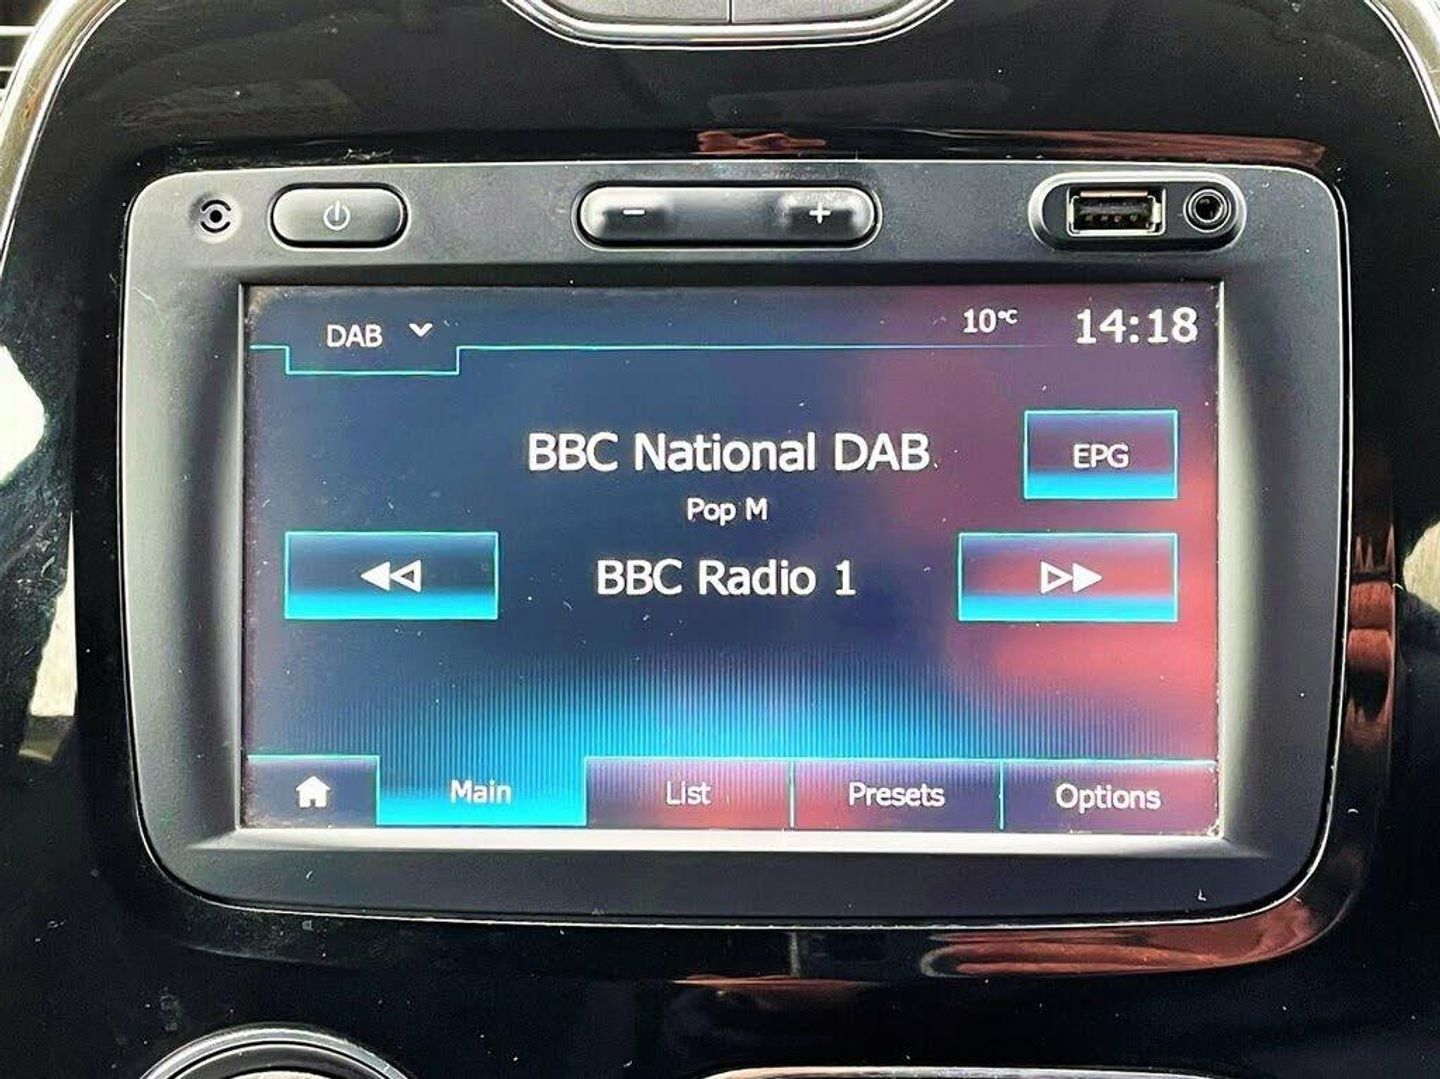 DAB
10°C
14:18
BBC National DAB
EPG
Pop M
BBC Radio 1
Main
List
Presets
Options